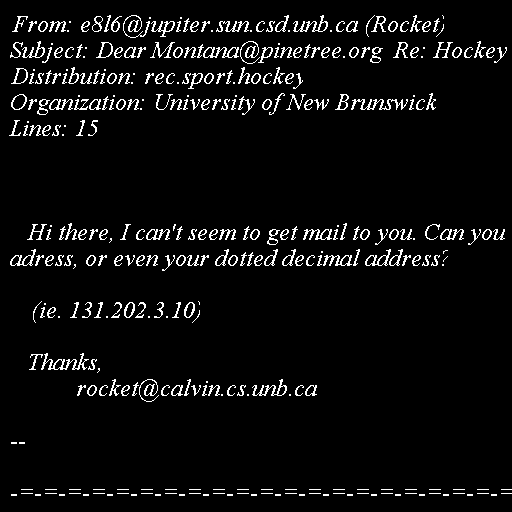 From: e8l6@jupiter.sun.csd.unb.ca (Rocket)
Subject: Dear Montana@pinetree.org  Re: Hockey
Distribution: rec.sport.hockey
Organization: University of New Brunswick
Lines: 15
Hi there, I can't seem to get mail to you. Can you
adress, or even your dotted decimal address?
(ie. 131.202.3.10)
Thanks,
rocket@calvin.cs.unb.ca
--
-=-=-=-=-=-=-=-=-=-=-=-=-=-=-=-=-=-=-=-=-=